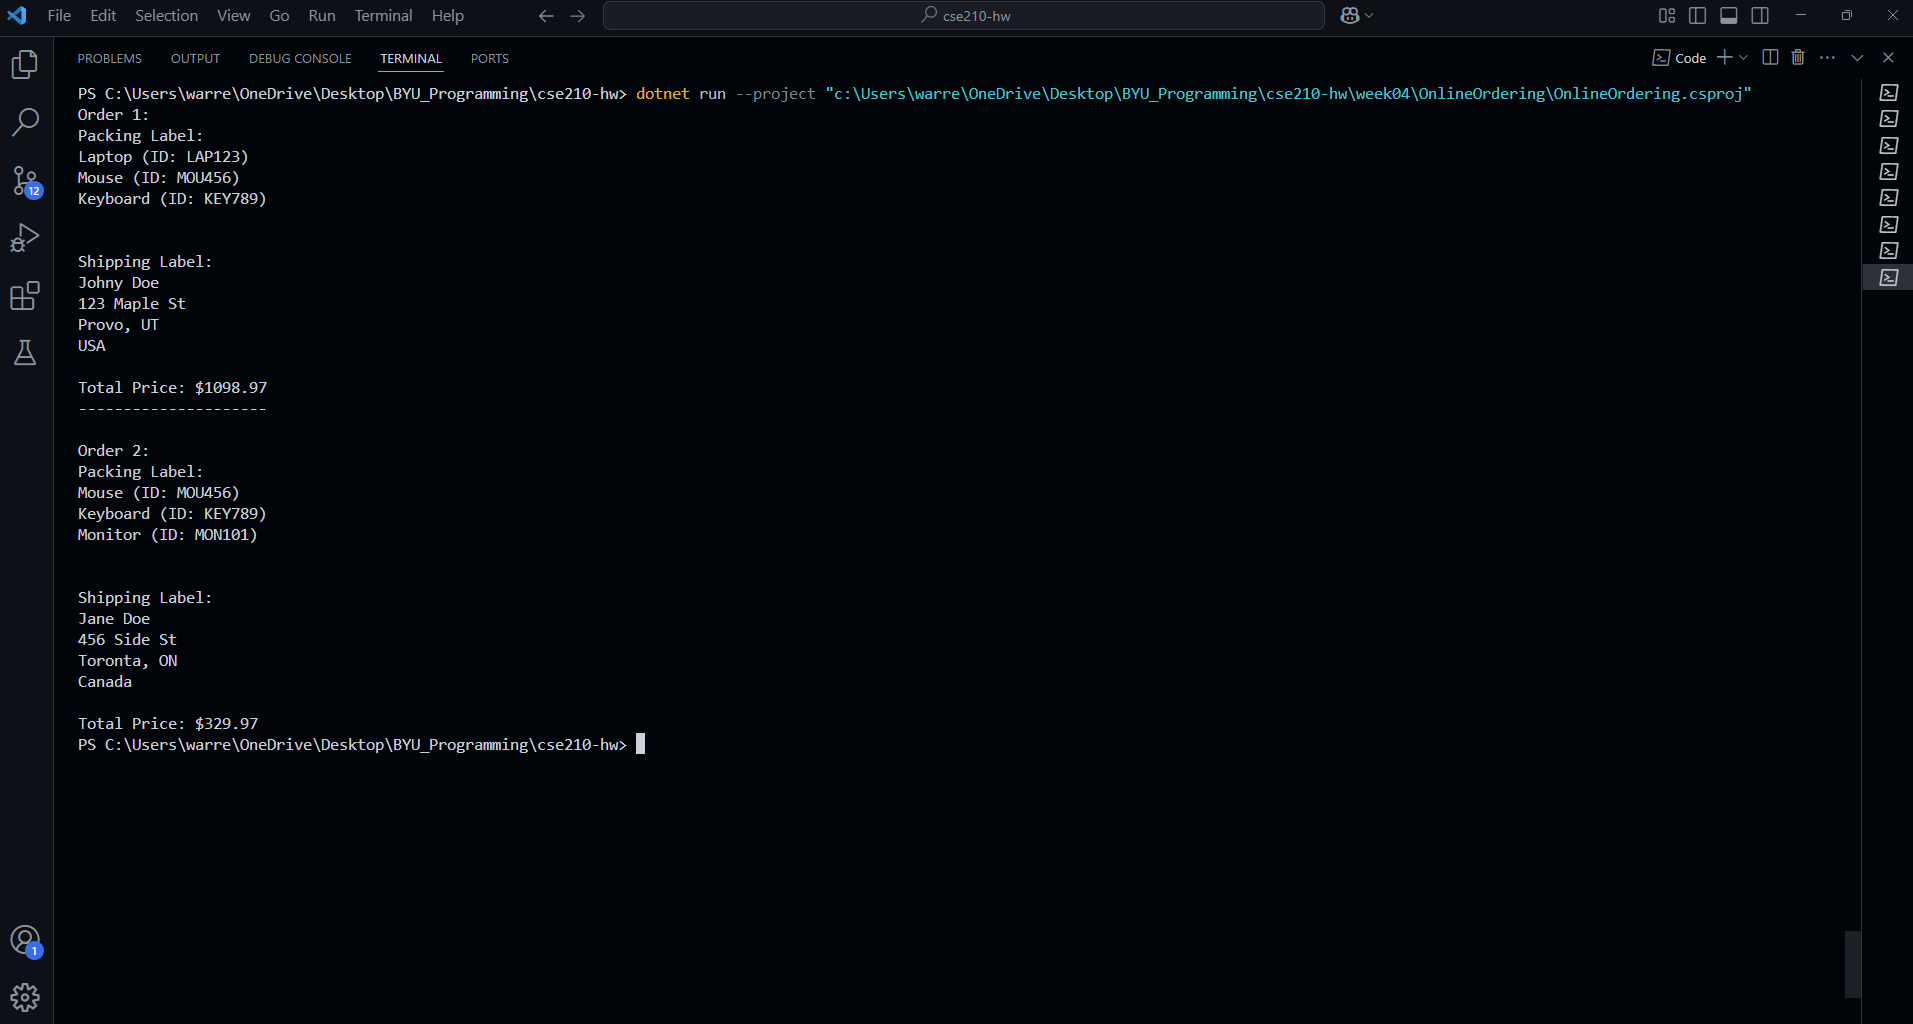 File Edit Selection View Go Run Terminal Help
cse210-hw
PROBLEMS OUTPUT DEBUG CONSOLE TERMINAL PORTS
Code
PS C:\Users\warre\OneDrive\Desktop\BYU_Programming\cse210-hw> dotnet run --project "c:\Users\warre\OneDrive\Desktop\BYU_Programming\cse210-hw\week04\OnlineOrdering\OnlineOrdering.csproj"
Order 1:
Packing Label:
Laptop (ID: LAP123)
Mouse (ID: MOU456)
Keyboard (ID: KEY789)
Shipping Label:
Johny Doe
123 Maple St
Provo, UT
USA
Total Price: $1098.97
---------------------
Order 2:
Packing Label:
Mouse (ID: MOU456)
Keyboard (ID: KEY789)
Monitor (ID: MON101)
Shipping Label:
Jane Doe
456 Side St
Toronta, ON
Canada
Total Price: $329.97
PS C:\Users\warre\OneDrive\Desktop\BYU_Programming\cse210-hw>
12
1